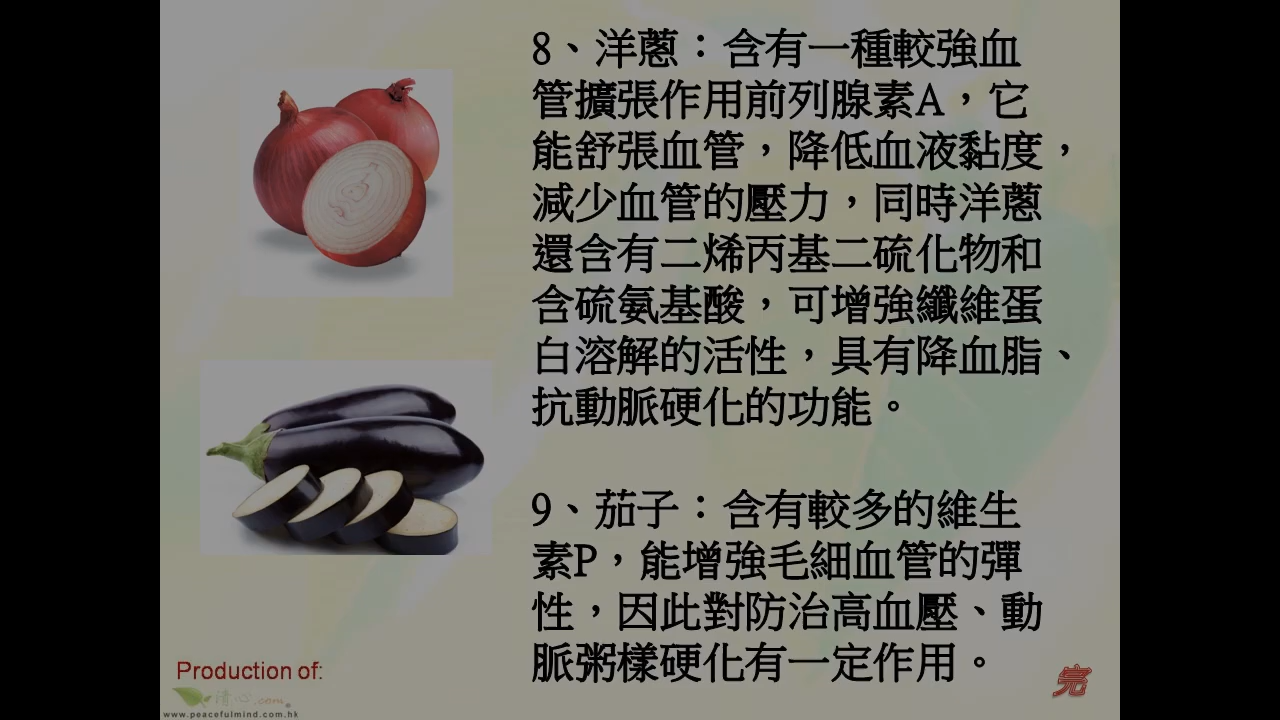 8、洋蔥：含有一種較強血
管擴張作用前列腺素A，它
能舒張血管，降低血液黏度，
減少血管的壓力，同時洋蔥
還含有二烯丙基二硫化物和
含硫氨基酸，可增強纖維蛋
白溶解的活性，具有降血脂、
抗動脈硬化的功能。
9、茄子：含有較多的維生
素P，能增強毛細血管的彈
性，因此對防治高血壓、動
脈粥樣硬化有一定作用。
Production of:
清心.com
www.peacefulmind.com.hk
完